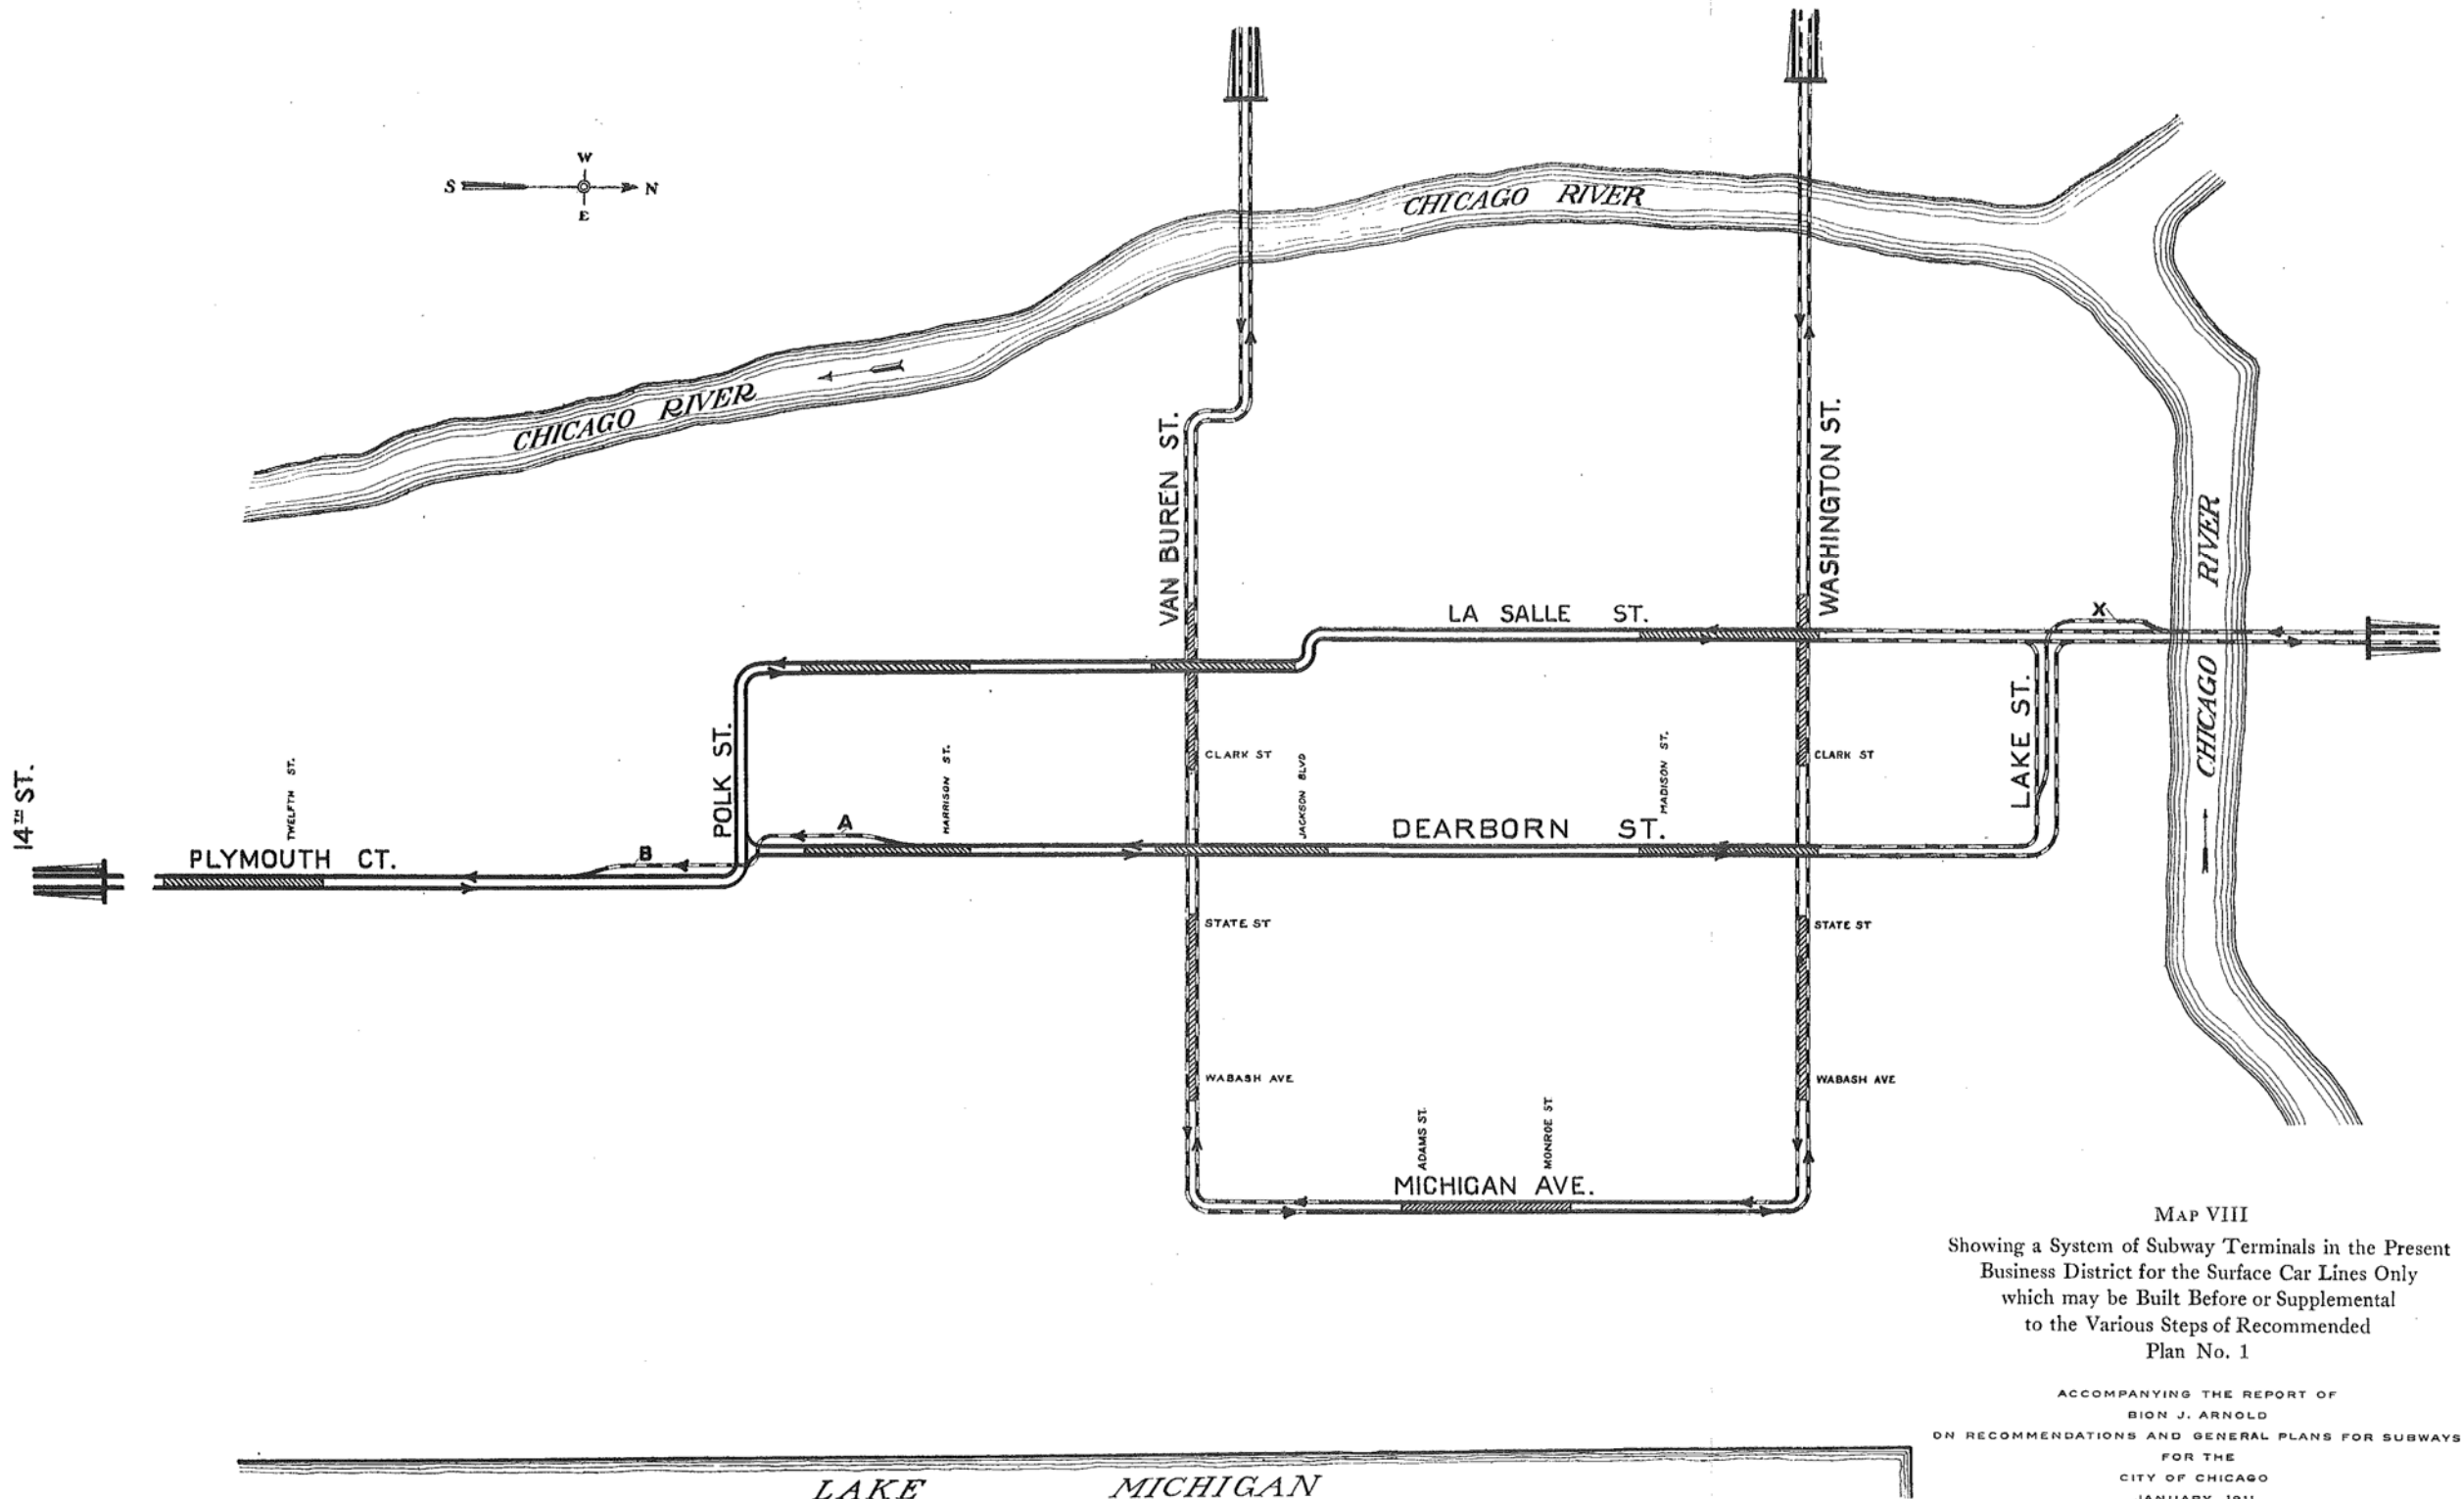 W
S
N
E
CHICAGO RIVER
CHICAGO RIVER
VAN BUREN ST.
WASHINGTON ST.
CHICAGO RIVER
LA SALLE ST.
X
POLK ST.
LAKE ST.
CLARK ST
CLARK ST
14TH ST.
TWELFTH ST.
HARRISON ST.
JACKSON BLVD
MADISON ST.
A
DEARBORN ST.
PLYMOUTH CT.
B
STATE ST
STATE ST
WABASH AVE
WABASH AVE
ADAMS ST.
MONROE ST
MICHIGAN AVE.
MAP VIII
Showing a System of Subway Terminals in the Present
Business District for the Surface Car Lines Only
which may be Built Before or Supplemental
to the Various Steps of Recommended
Plan No. 1
ACCOMPANYING THE REPORT OF
BION J. ARNOLD
ON RECOMMENDATIONS AND GENERAL PLANS FOR SUBWAYS
FOR THE
CITY OF CHICAGO
JANUARY, 1911
LAKE MICHIGAN